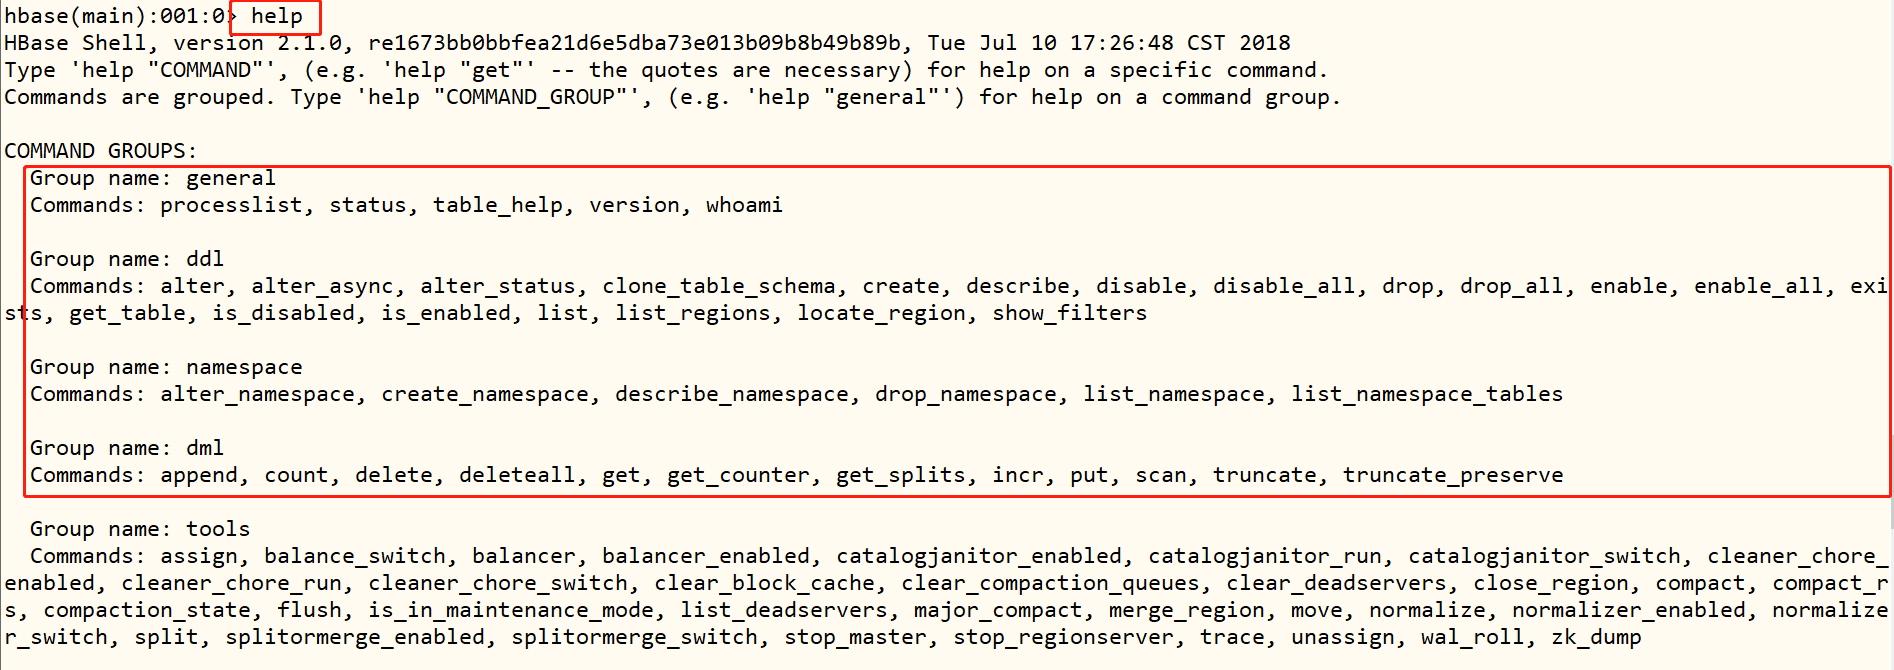 hbase(main):001:0> help
HBase Shell, version 2.1.0, re1673bb0bbfea21d6e5dba73e013b09b8b49b89b, Tue Jul 10 17:26:48 CST 2018
Type 'help "COMMAND"', (e.g. 'help "get"' -- the quotes are necessary) for help on a specific command.
Commands are grouped. Type 'help "COMMAND_GROUP"', (e.g. 'help "general"') for help on a command group.
COMMAND GROUPS:
Group name: general
Commands: processlist, status, table_help, version, whoami
Group name: ddl
Commands: alter, alter_async, alter_status, clone_table_schema, create, describe, disable, disable_all, drop, drop_all, enable, enable_all, exi
sts, get_table, is_disabled, is_enabled, list, list_regions, locate_region, show_filters
Group name: namespace
Commands: alter_namespace, create_namespace, describe_namespace, drop_namespace, list_namespace, list_namespace_tables
Group name: dml
Commands: append, count, delete, deleteall, get, get_counter, get_splits, incr, put, scan, truncate, truncate_preserve
Group name: tools
Commands: assign, balance_switch, balancer, balancer_enabled, catalogjanitor_enabled, catalogjanitor_run, catalogjanitor_switch, cleaner_chore_
enabled, cleaner_chore_run, cleaner_chore_switch, clear_block_cache, clear_compaction_queues, clear_deadservers, close_region, compact, compact_r
s, compaction_state, flush, is_in_maintenance_mode, list_deadservers, major_compact, merge_region, move, normalize, normalizer_enabled, normalize
r_switch, split, splitormerge_enabled, splitormerge_switch, stop_master, stop_regionserver, trace, unassign, wal_roll, zk_dump